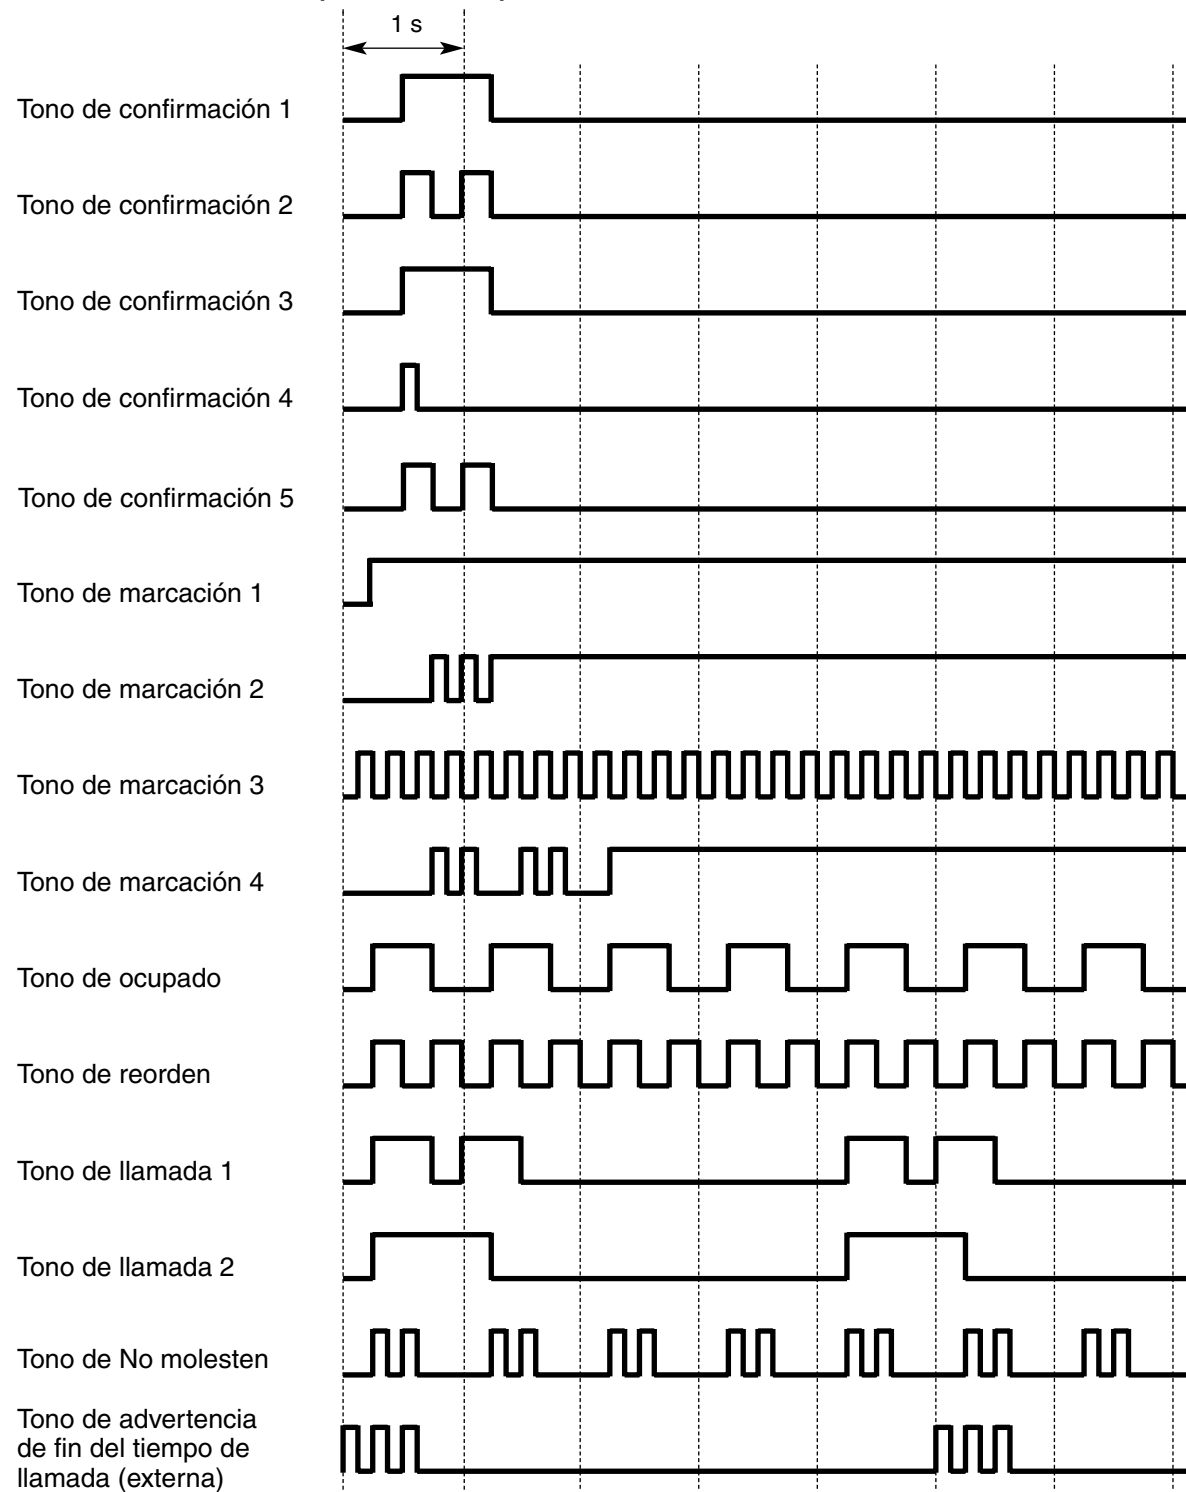 1 s
Tono de confirmación 1
Tono de confirmación 2
Tono de confirmación 3
Tono de confirmación 4
Tono de confirmación 5
Tono de marcación 1
Tono de marcación 2
Tono de marcación 3
Tono de marcación 4
Tono de ocupado
Tono de reorden
Tono de llamada 1
Tono de llamada 2
Tono de No molesten
Tono de advertencia
de fin del tiempo de
llamada (externa)